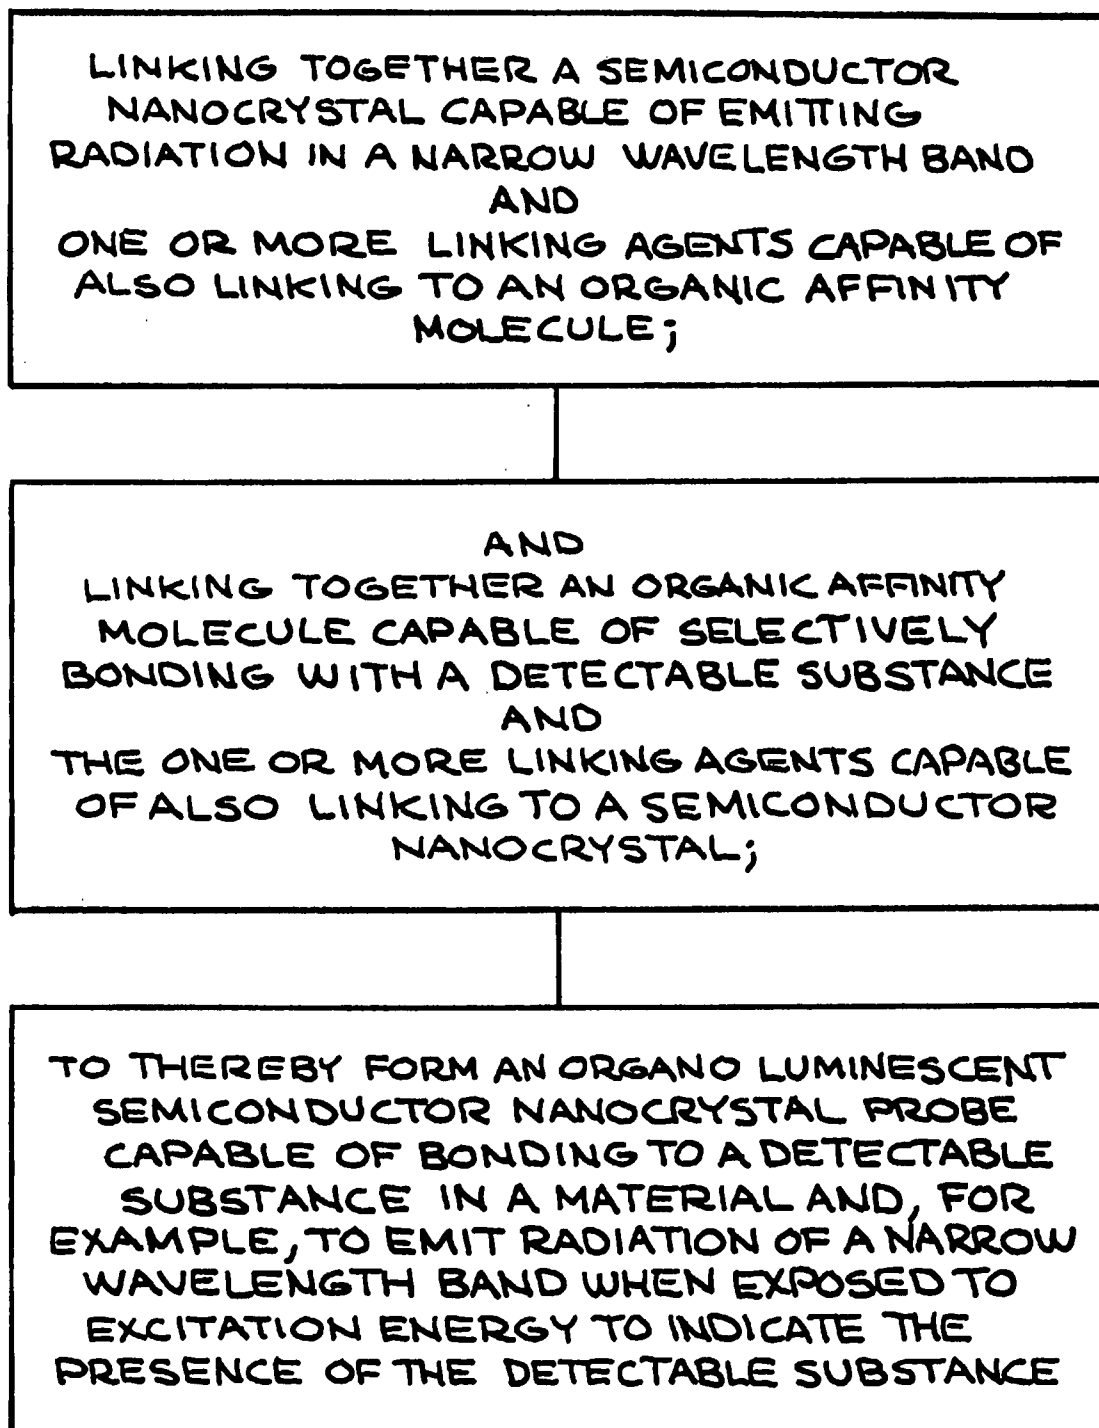 LINKING TOGETHER A SEMICONDUCTOR
NANOCRYSTAL CAPABLE OF EMITTING
RADIATION IN A NARROW WAVELENGTH BAND
AND
ONE OR MORE LINKING AGENTS CAPABLE OF
ALSO LINKING TO AN ORGANIC AFFINITY
MOLECULE;
AND
LINKING TOGETHER AN ORGANIC AFFINITY
MOLECULE CAPABLE OF SELECTIVELY
BONDING WITH A DETECTABLE SUBSTANCE
AND
THE ONE OR MORE LINKING AGENTS CAPABLE
OF ALSO LINKING TO A SEMICONDUCTOR
NANOCRYSTAL;
TO THEREBY FORM AN ORGANO LUMINESCENT
SEMICONDUCTOR NANOCRYSTAL PROBE
CAPABLE OF BONDING TO A DETECTABLE
SUBSTANCE IN A MATERIAL AND, FOR
EXAMPLE, TO EMIT RADIATION OF A NARROW
WAVELENGTH BAND WHEN EXPOSED TO
EXCITATION ENERGY TO INDICATE THE
PRESENCE OF THE DETECTABLE SUBSTANCE